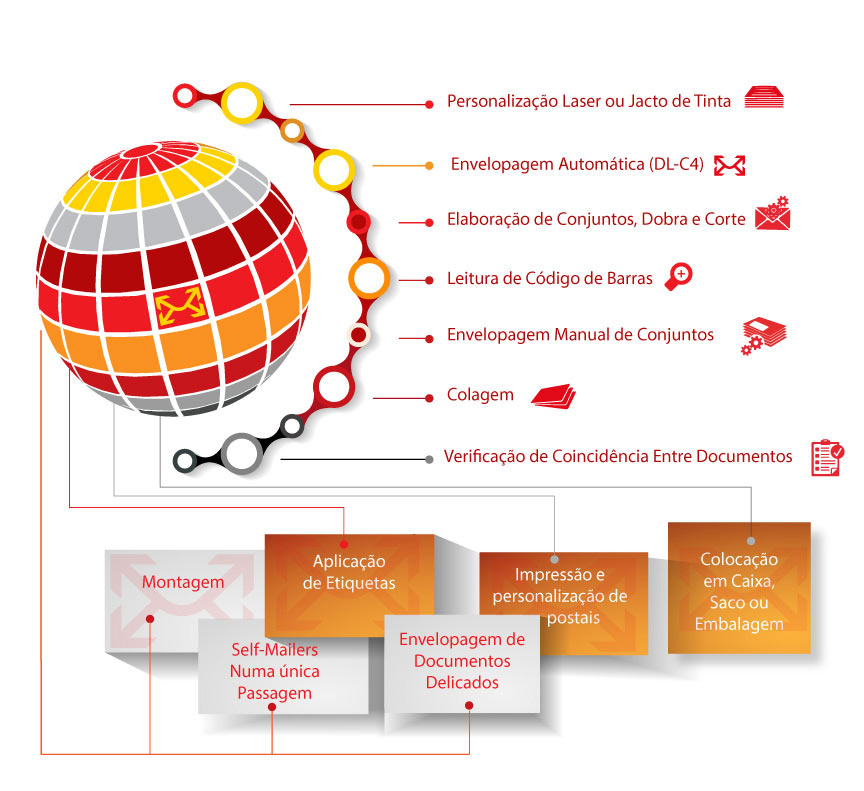 Personalização Laser ou Jacto de Tinta
Envelopagem Automática (DL-C4)
Elaboração de Conjuntos, Dobra e Corte
Leitura de Código de Barras
Envelopagem Manual de Conjuntos
Colagem
Verificação de Coincidência Entre Documentos
Montagem
Aplicação
de Etiquetas
Impressão e
personalização de
postais
Colocação
em Caixa,
Saco ou
Embalagem
Self-Mailers
Numa única
Passagem
Envelopagem de
Documentos
Delicados